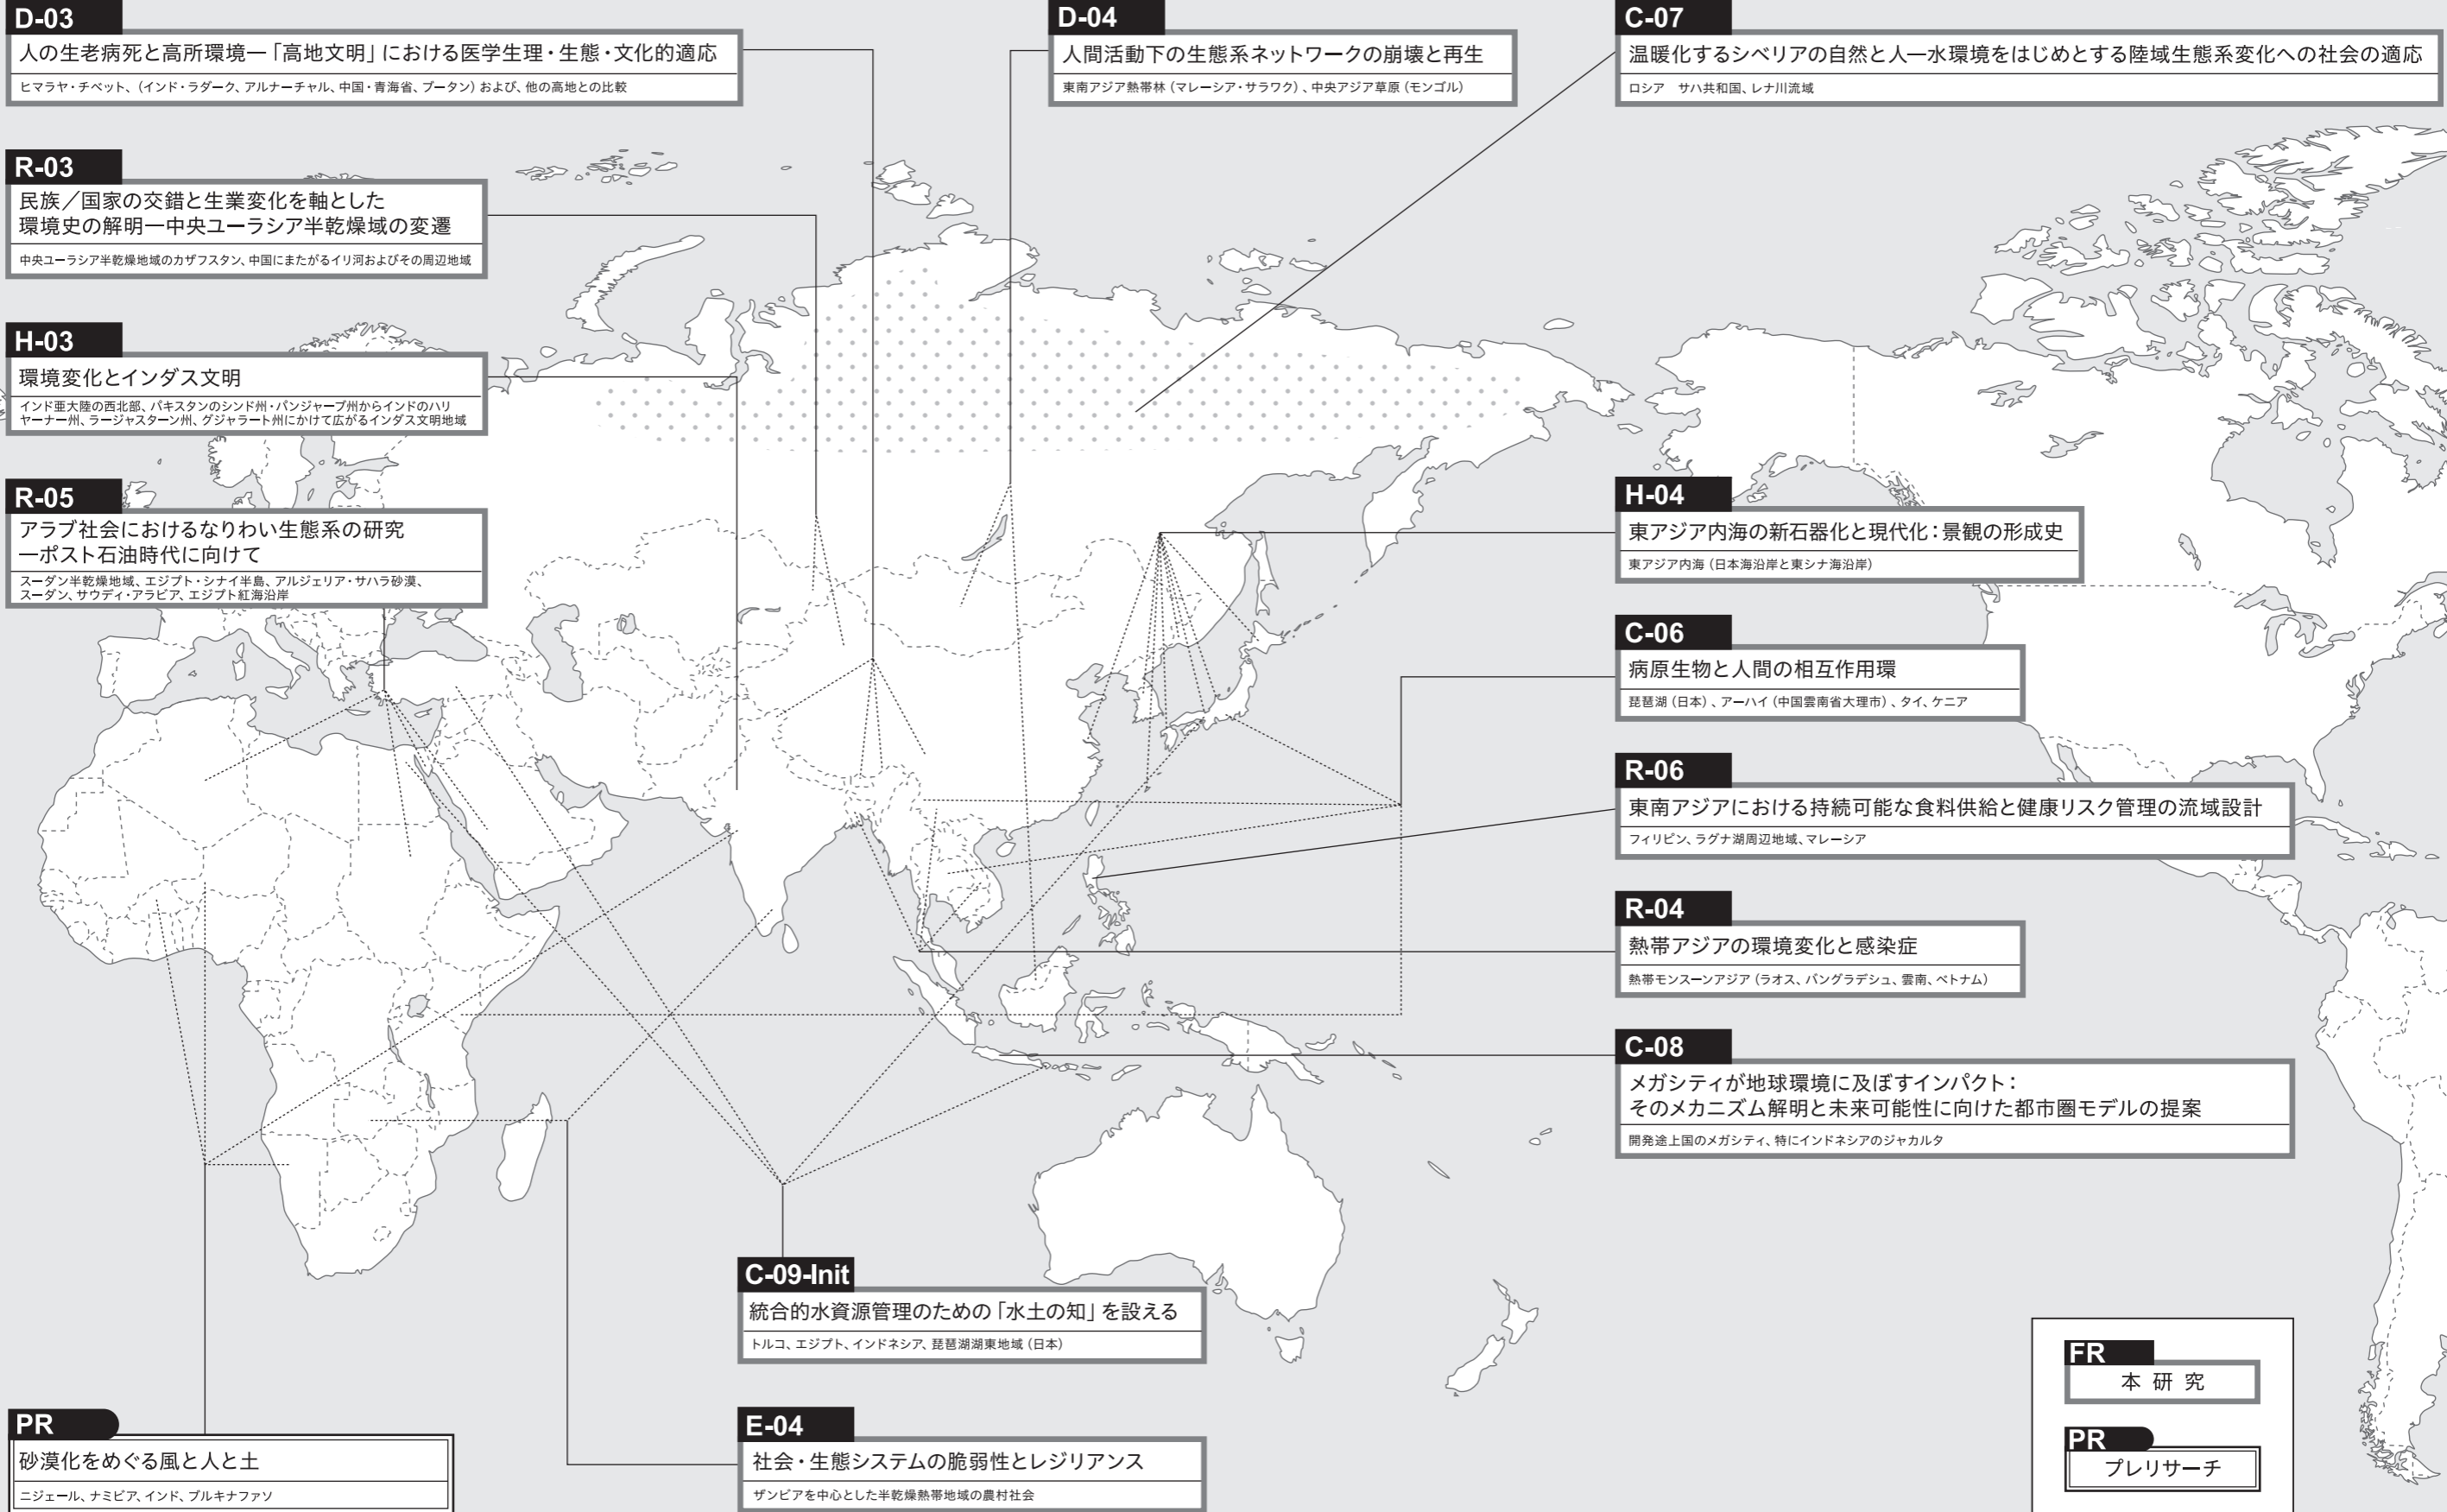 D-03
人の生老病死と高所環境―「高地文明」における医学生理・生態・文化的適応
ヒマラヤ・チベット、（インド・ラダーク、アルナーチャル、中国・青海省、ブータン）および、他の高地との比較
D-04
人間活動下の生態系ネットワークの崩壊と再生
東南アジア熱帯林（マレーシア・サラワク）、中央アジア草原（モンゴル）
C-07
温暖化するシベリアの自然と人―水環境をはじめとする陸域生態系変化への社会の適応
ロシア　サハ共和国、レナ川流域
R-03
民族／国家の交錯と生業変化を軸とした
環境史の解明―中央ユーラシア半乾燥域の変遷
中央ユーラシア半乾燥地域のカザフスタン、中国にまたがるイリ河およびその周辺地域
H-03
環境変化とインダス文明
インド亜大陸の西北部、パキスタンのシンド州・パンジャーブ州からインドのハリ
ヤーナー州、ラージャスターン州、グジャラート州にかけて広がるインダス文明地域
R-05
アラブ社会におけるなりわい生態系の研究
―ポスト石油時代に向けて
スーダン半乾燥地域、エジプト・シナイ半島、アルジェリア・サハラ砂漠、
スーダン、サウディ・アラビア、エジプト紅海沿岸
H-04
東アジア内海の新石器化と現代化：景観の形成史
東アジア内海（日本海沿岸と東シナ海沿岸）
C-06
病原生物と人間の相互作用環
琵琶湖（日本）、アーハイ（中国雲南省大理市）、タイ、ケニア
R-06
東南アジアにおける持続可能な食料供給と健康リスク管理の流域設計
フィリピン、ラグナ湖周辺地域、マレーシア
R-04
熱帯アジアの環境変化と感染症
熱帯モンスーンアジア（ラオス、バングラデシュ、雲南、ベトナム）
C-08
メガシティが地球環境に及ぼすインパクト：
そのメカニズム解明と未来可能性に向けた都市圏モデルの提案
開発途上国のメガシティ、特にインドネシアのジャカルタ
C-09-Init
統合的水資源管理のための「水土の知」を設える
トルコ、エジプト、インドネシア、琵琶湖湖東地域（日本）
E-04
社会・生態システムの脆弱性とレジリアンス
ザンビアを中心とした半乾燥熱帯地域の農村社会
PR
砂漠化をめぐる風と人と土
ニジェール、ナミビア、インド、ブルキナファソ
FR
本 研 究
PR
プレリサーチ